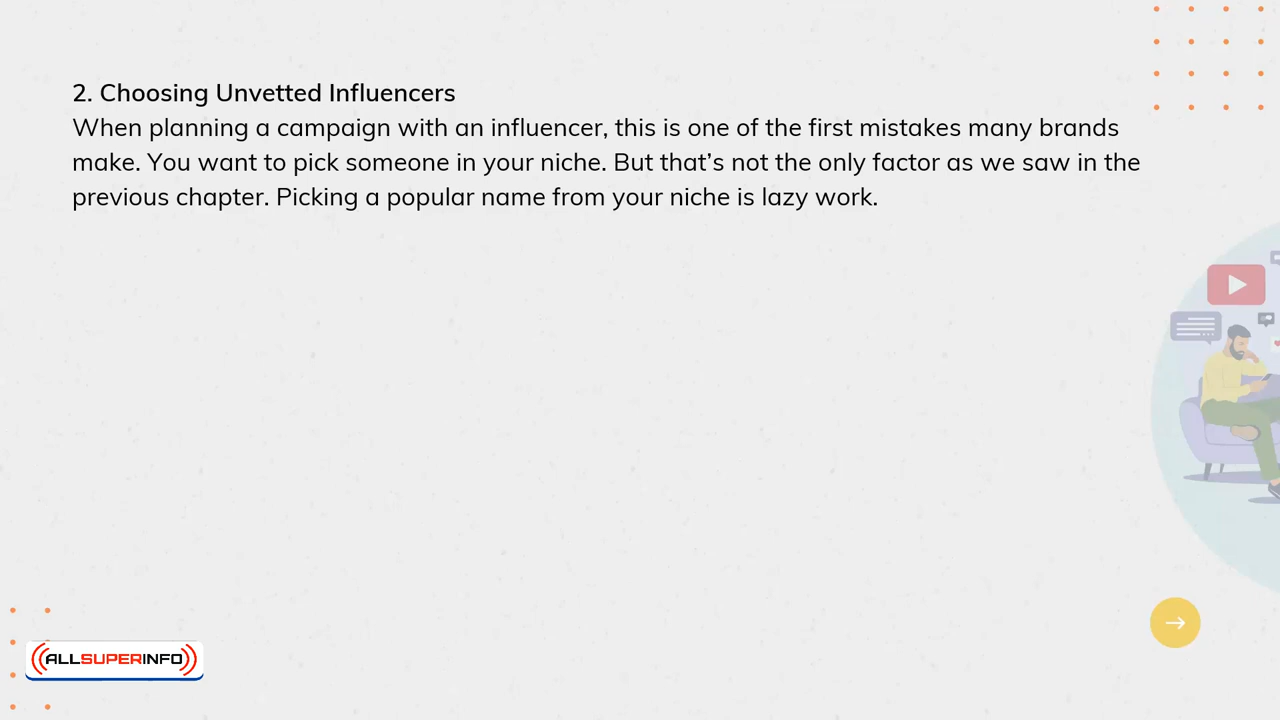 2. Choosing Unvetted Influencers
When planning a campaign with an influencer, this is one of the first mistakes many brands
make. You want to pick someone in your niche. But that’s not the only factor as we saw in the
previous chapter. Picking a popular name from your niche is lazy work.
ALLSUPERINFO